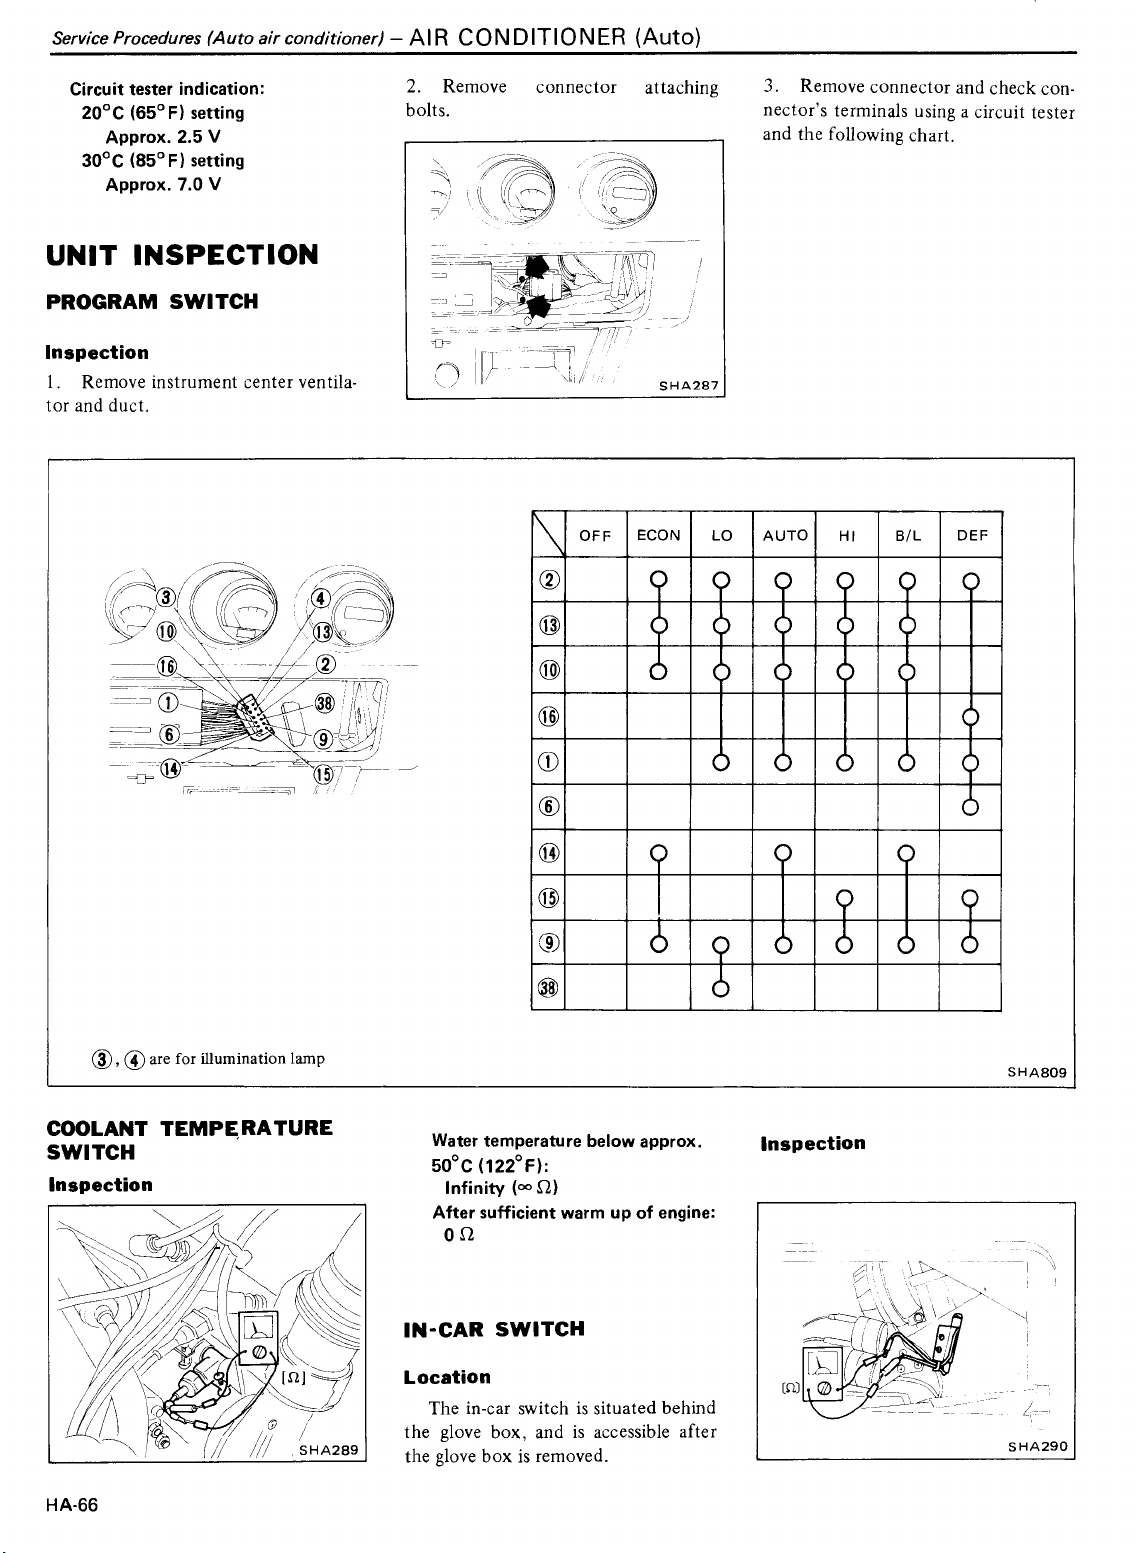 Service Procedures (Auto air conditioner) – AIR CONDITIONER (Auto)
Circuit tester indication:
20°C (65°F) setting
Approx. 2.5 V
30°C (85°F) setting
Approx. 7.0 V
UNIT INSPECTION
PROGRAM SWITCH
Inspection
1. Remove instrument center ventila-
tor and duct.
2. Remove connector attaching
bolts.
SHA287
3. Remove connector and check con-
nector's terminals using a circuit tester
and the following chart.
③ ④
⑩ ⑬
⑯ ②
① ㊳
⑥ ⑨
⑭ ⑮
OFF ECON LO AUTO HI B/L DEF
②
⑬
⑩
⑯
①
⑥
⑭
⑮
⑨
㊳
③, ④ are for illumination lamp
SHA809
COOLANT TEMPERATURE
SWITCH
Inspection
[Ω]
SHA289
Water temperature below approx.
50°C (122°F):
Infinity (∞ Ω)
After sufficient warm up of engine:
0 Ω
IN-CAR SWITCH
Location
The in-car switch is situated behind
the glove box, and is accessible after
the glove box is removed.
Inspection
[Ω]
SHA290
HA-66